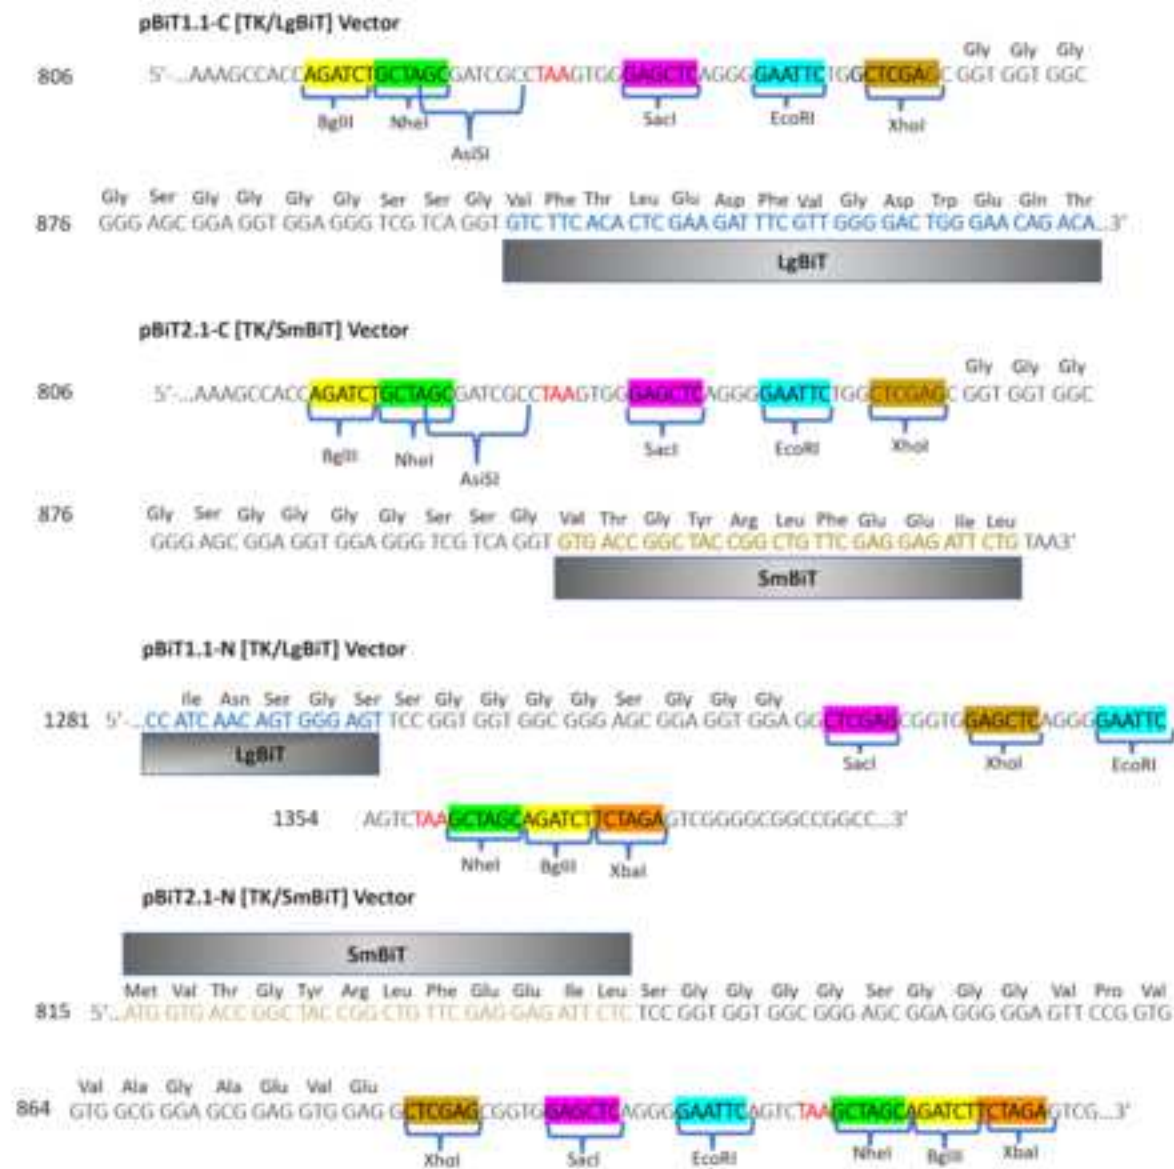 pBiT1.1-C [TK/LgBiT] Vector
Gly Gly Gly
806 5'-...AAAGCCACCAGATCTGCTAGCGATCGCCTAAGTGGGAGCTCAGGGGAATTCTGGCTCGAGC GGT GGT GGC
BglII NheI SacI EcoRI XhoI
AsiSI
Gly Ser Gly Gly Gly Gly Ser Ser Gly Val Phe Thr Leu Glu Asp Phe Val Gly Asp Trp Glu Gln Thr
876 GGG AGC GGA GGT GGA GGG TCG TCA GGT GTC TTC ACA CTC GAA GAT TTC GTT GGG GAC TGG GAA CAG ACA...3'
LgBiT
pBiT2.1-C [TK/SmBiT] Vector
Gly Gly Gly
806 5'-...AAAGCCACCAGATCTGCTAGCGATCGCCTAAGTGGGAGCTCAGGGGAATTCTGGCTCGAGC GGT GGT GGC
BglII NheI SacI EcoRI XhoI
AsiSI
876 Gly Ser Gly Gly Gly Gly Ser Ser Gly Val Thr Gly Tyr Arg Leu Phe Glu Glu Ile Leu
GGG AGC GGA GGT GGA GGG TCG TCA GGT GTG ACC GGC TAC CGG CTG TTC GAG GAG ATT CTG TAA3'
SmBiT
pBiT1.1-N [TK/LgBiT] Vector
Ile Asn Ser Gly Ser Ser Gly Gly Gly Gly Ser Gly Gly Gly
1281 5'-...CC ATC AAC AGT GGG AGT TCC GGT GGT GGC GGG AGC GGA GGT GGA GG CTCGAGCGGTGGAGCTCAGGGGAATTC
LgBiT SacI XhoI EcoRI
1354 AGTCTAAGCTAGCAGATCTTCTAGAGTCGGGGCGGCCGGCC...3'
NheI BglII XbaI
pBiT2.1-N [TK/SmBiT] Vector
SmBiT
Met Val Thr Gly Tyr Arg Leu Phe Glu Glu Ile Leu Ser Gly Gly Gly Gly Ser Gly Gly Gly Val Pro Val
815 5'...ATG GTG ACC GGC TAC CGG CTG TTC GAG GAG ATT CTC TCC GGT GGT GGC GGG AGC GGA GGG GGA GTT CCG GTG
Val Ala Gly Ala Glu Val Glu
864 GTG GCG GGA GCG GAG GTG GAG G CTCGAGCGGTGGAGCTCAGGGGAATTCAGTCTAAGCTAGCAGATCTTCTAGAGTCG...3'
XhoI SacI EcoRI NheI BglII XbaI